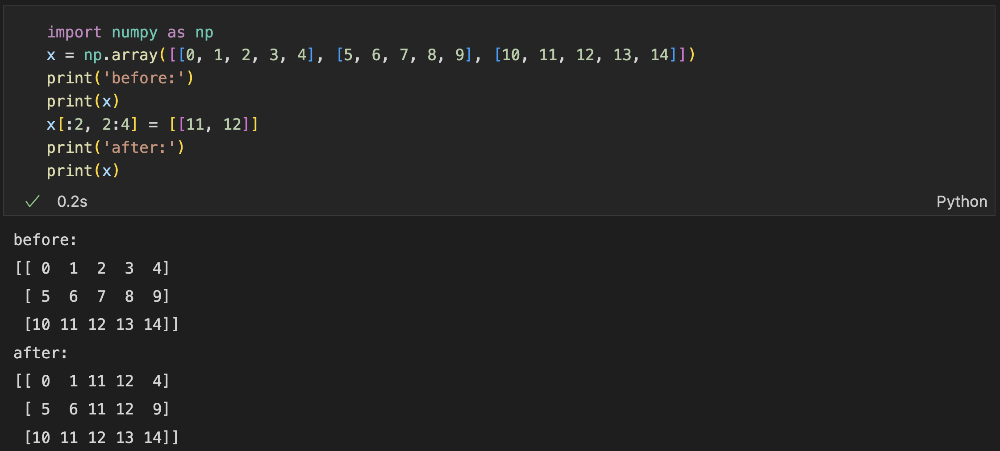 import numpy as np
x = np.array([[0, 1, 2, 3, 4], [5, 6, 7, 8, 9], [10, 11, 12, 13, 14]])
print('before:')
print(x)
x[:2, 2:4] = [[11, 12]]
print('after:')
print(x)
0.2s Python
before:
[[ 0  1  2  3  4]
 [ 5  6  7  8  9]
 [10 11 12 13 14]]
after:
[[ 0  1 11 12  4]
 [ 5  6 11 12  9]
 [10 11 12 13 14]]